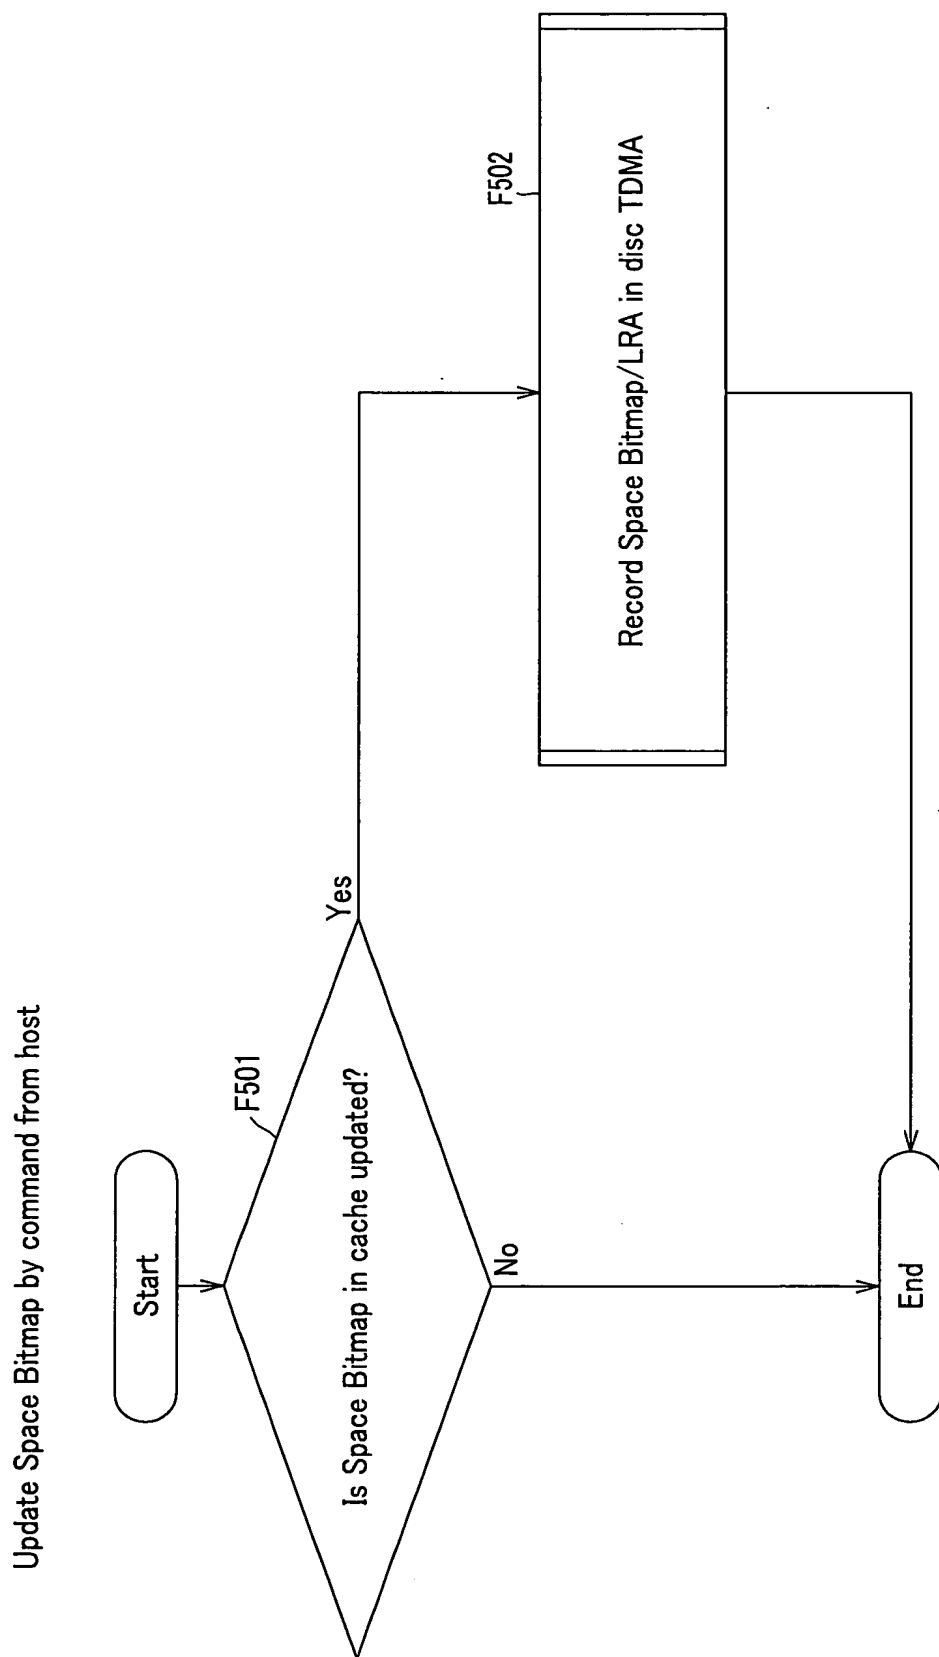 Update Space Bitmap by command from host
Start
F501
Is Space Bitmap in cache updated?
Yes
No
F502
Record Space Bitmap/LRA in disc TDMA
End